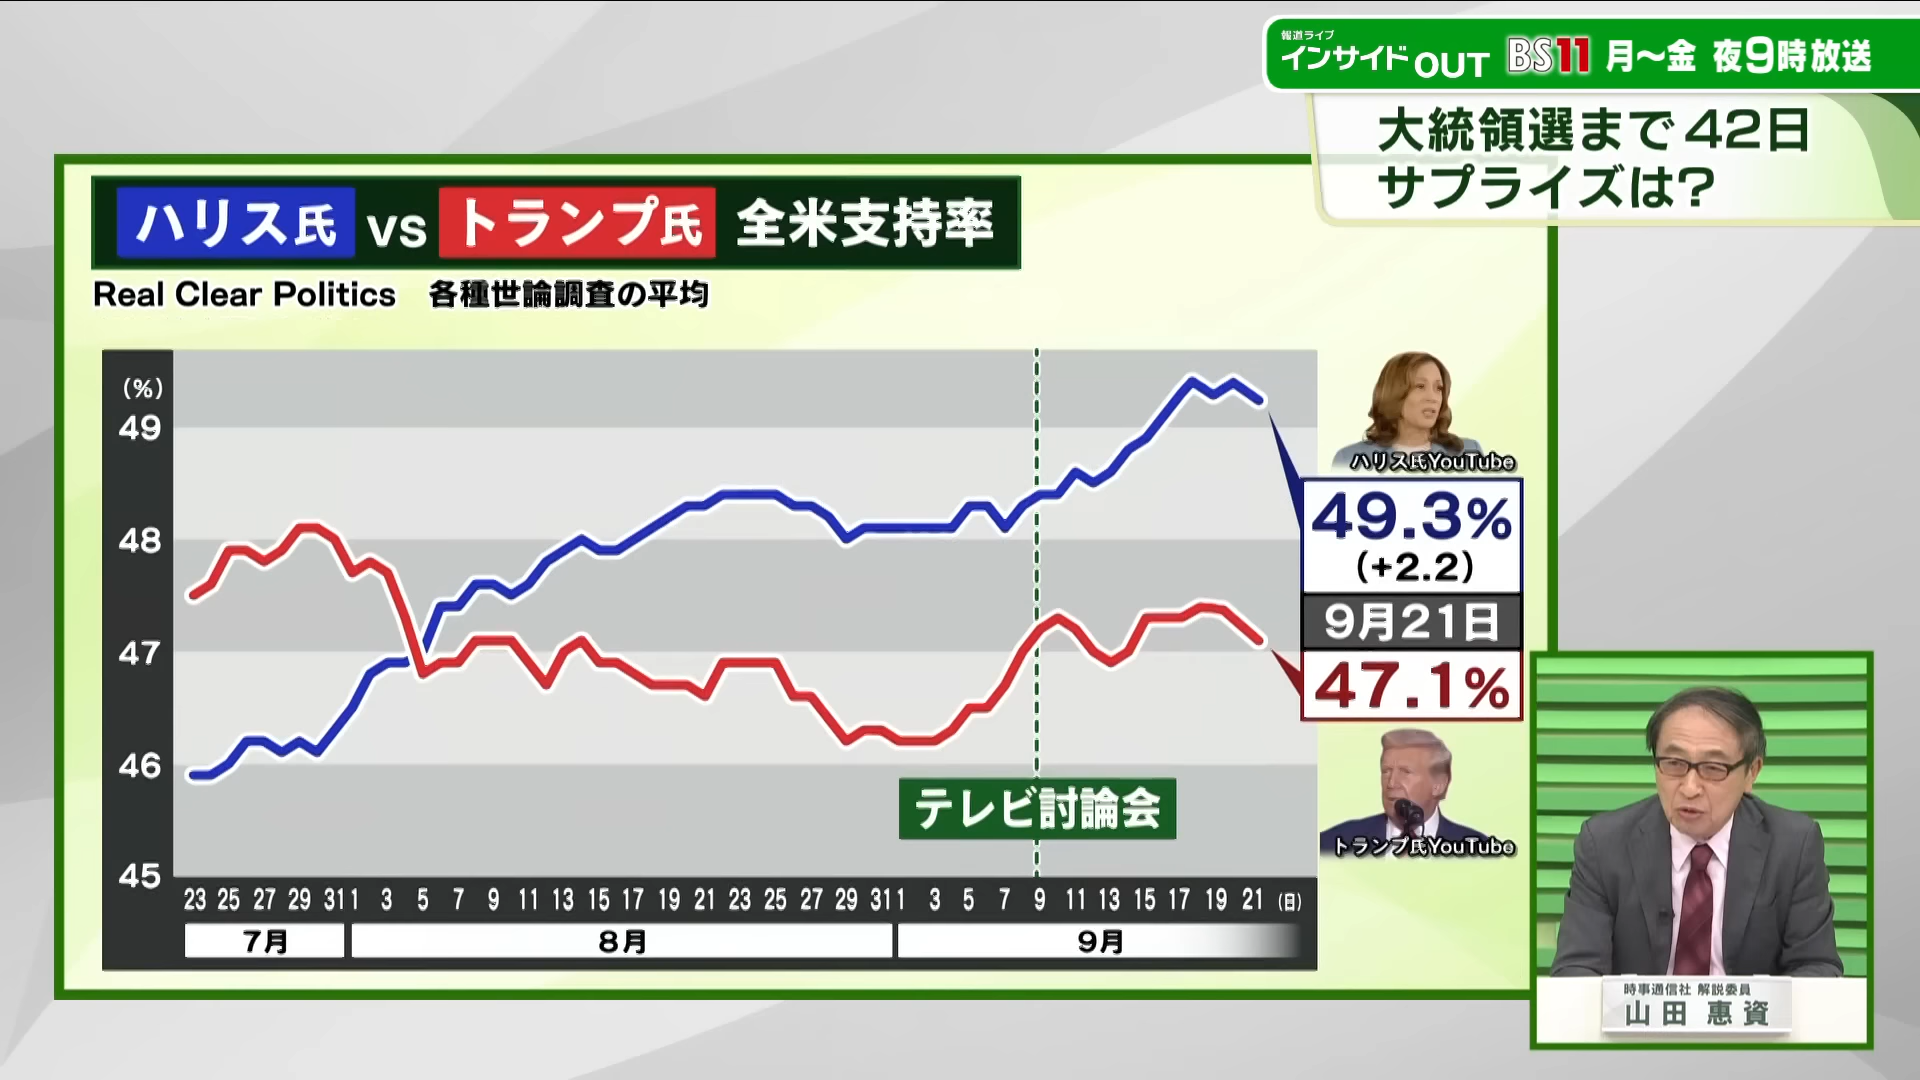 報道ライブ
インサイドOUT BS11 月～金 夜9時放送
大統領選まで42日
サプライズは?
ハリス氏 vs トランプ氏 全米支持率
Real Clear Politics 各種世論調査の平均
(%)
49
48
47
46
45
テレビ討論会
23 25 27 29 31 1 3 5 7 9 11 13 15 17 19 21 23 25 27 29 31 1 3 5 7 9 11 13 15 17 19 21 (日)
7月 8月 9月
ハリス氏YouTube
49.3%
(+2.2)
9月21日
47.1%
トランプ氏YouTube
時事通信社 解説委員
山田 惠資